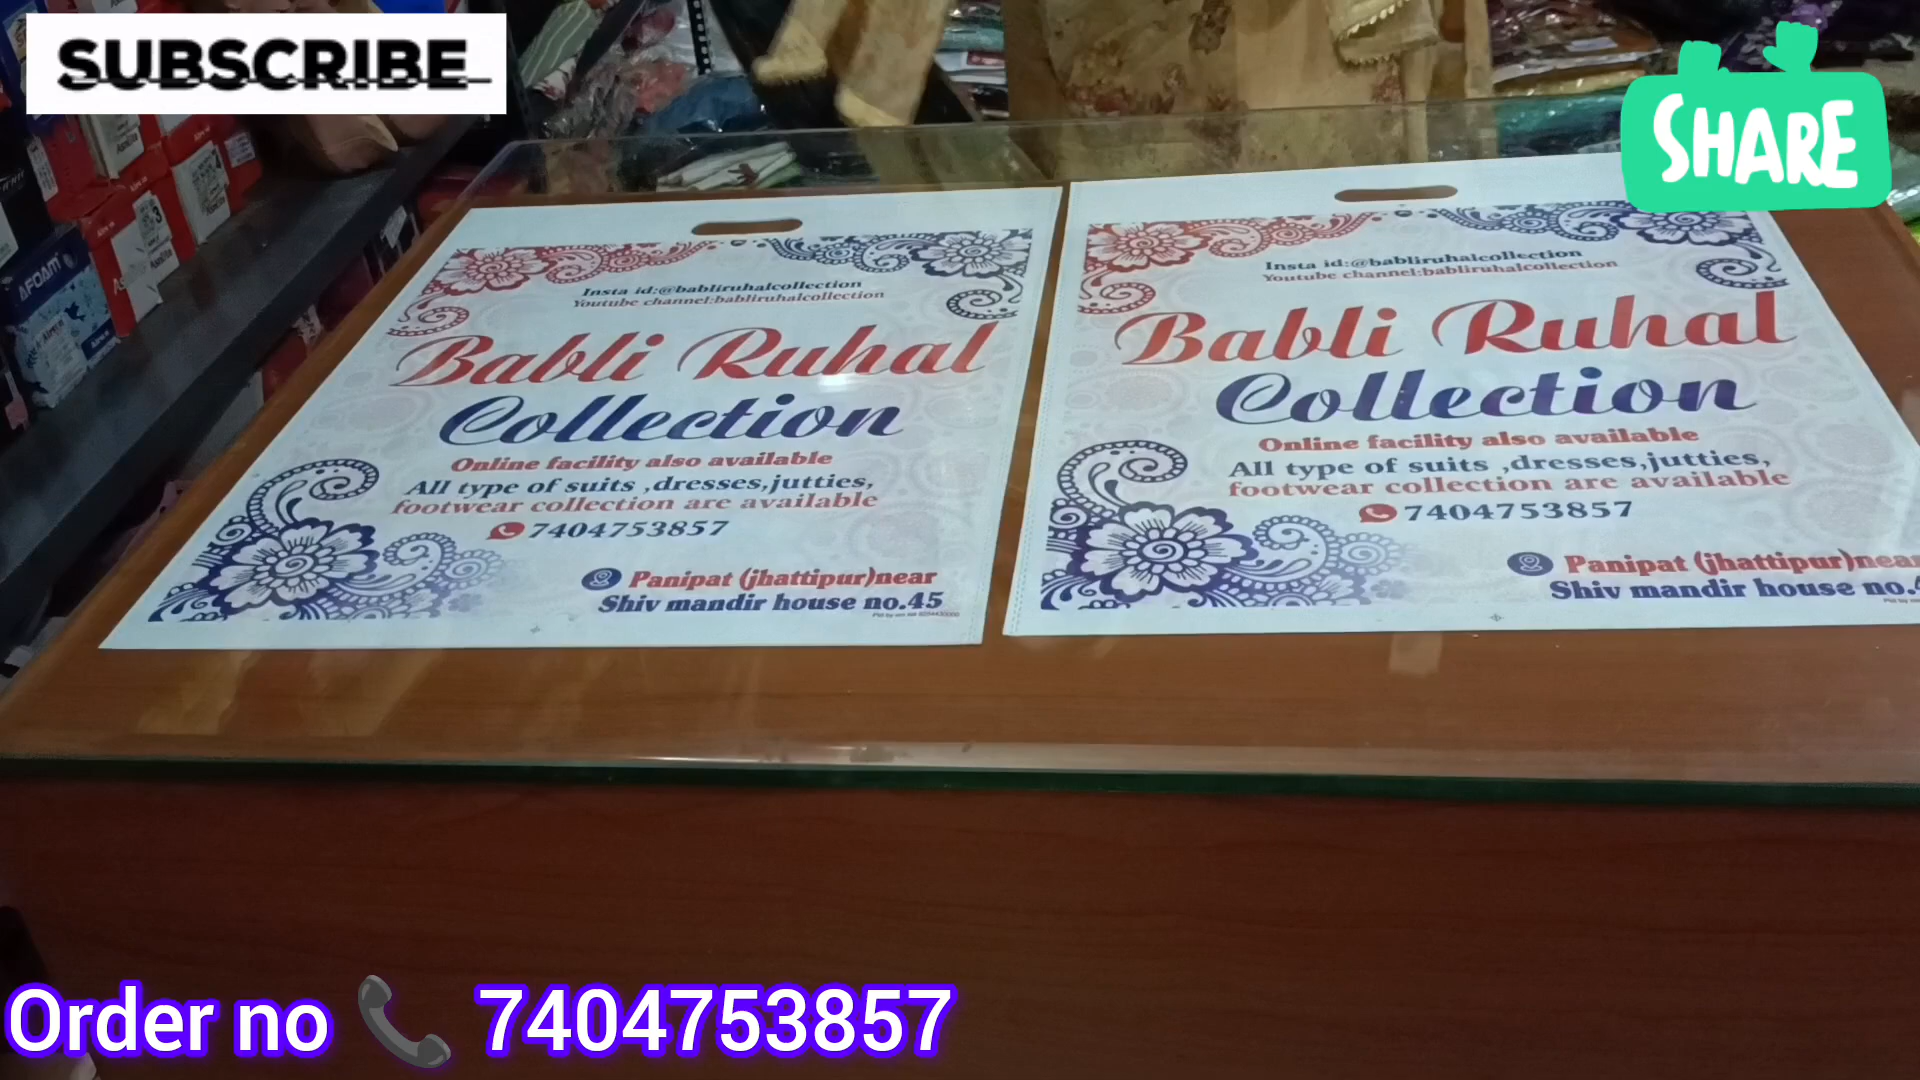 SUBSCRIBE
SHARE
AFOAM
Insta id:@babliruhalcollection
Youtube channel:babliruhalcollection
Babli Ruhal
Collection
Online facility also available
All type of suits ,dresses,jutties,
footwear collection are available
7404753857
Panipat (jhattipur)near
Shiv mandir house no.45
Insta id:@babliruhalcollection
Youtube channel:babliruhalcollection
Babli Ruhal
Collection
Online facility also available
All type of suits ,dresses,jutties,
footwear collection are available
7404753857
Panipat (jhattipur)near
Shiv mandir house no.
Order no 7404753857